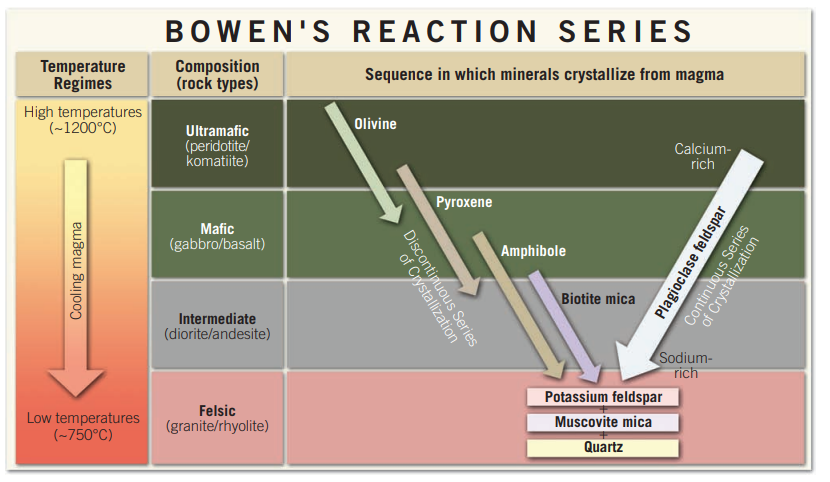 BOWEN'S REACTION SERIES
Temperature
Regimes
Composition
(rock types)
Sequence in which minerals crystallize from magma
High temperatures
(~1200°C)
Cooling magma
Low temperatures
(~750°C)
Ultramafic
(peridotite/
komatiite)
Mafic
(gabbro/basalt)
Intermediate
(diorite/andesite)
Felsic
(granite/rhyolite)
Olivine
Pyroxene
Amphibole
Biotite mica
Discontinuous Series
of Crystallization
Calcium-
rich
Plagioclase feldspar
Continuous Series
of Crystallization
Sodium-
rich
Potassium feldspar
+
Muscovite mica
+
Quartz